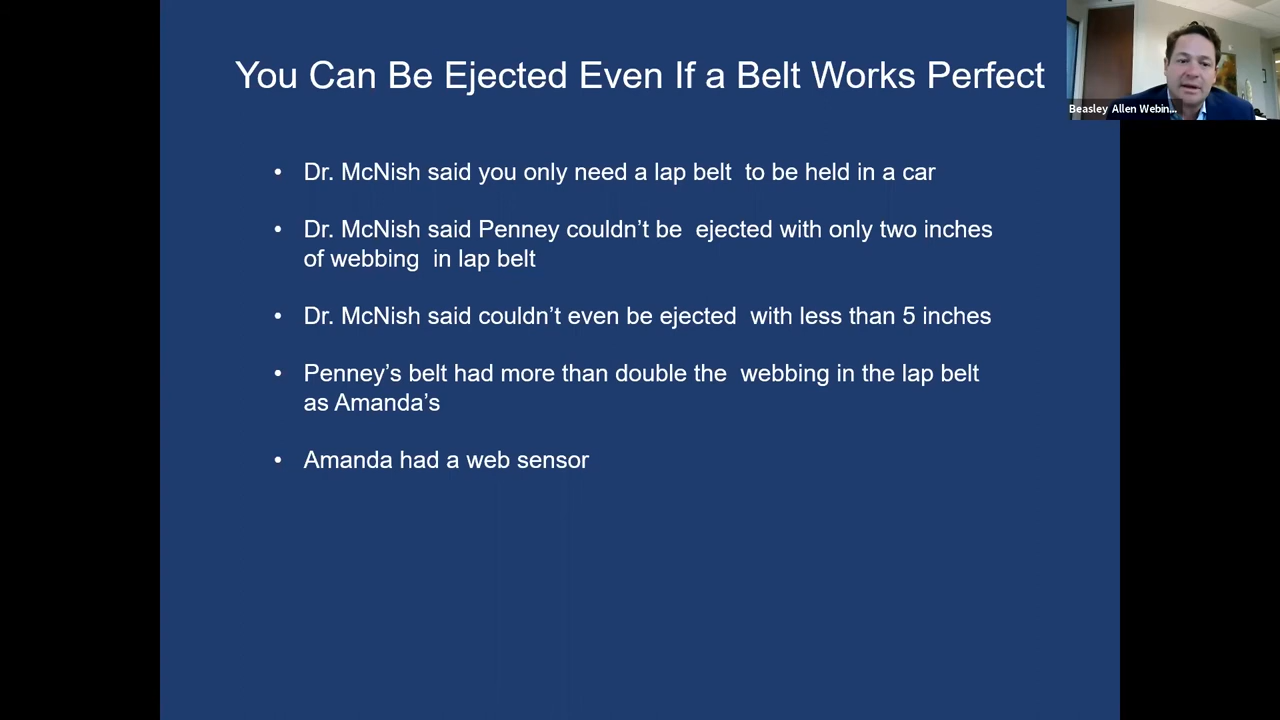 You Can Be Ejected Even If a Belt Works Perfect
Beasley Allen Webin...
• Dr. McNish said you only need a lap belt  to be held in a car
• Dr. McNish said Penney couldn’t be  ejected with only two inches
of webbing  in lap belt
• Dr. McNish said couldn’t even be ejected  with less than 5 inches
• Penney’s belt had more than double the  webbing in the lap belt
as Amanda’s
• Amanda had a web sensor